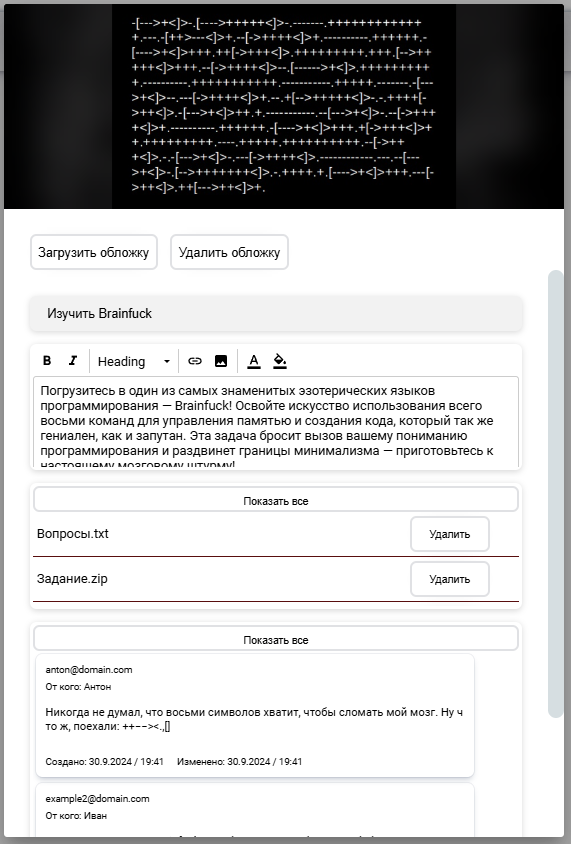 -[--->+<]>-.[---->+++++<]>-.-------.++++++++++++
+.---.-[++>---<]>+.--[->++++<]>+.----------.++++++.-
[---->+<]>+++.++[->+++<]>.+++++++++.+++.[-->++
+++<]>+++.--[->++++<]>--.[------>+<]>.+++++++++
+.----------.+++++++++++.-----------.+++++.-------.-[---
>+<]>--.---[->++++<]>+.--.+[-->+++++<]>-.-.++++[-
>++<]>.-[--->+<]>++.+.-----------.--[--->+<]>-.--[->+++
+<]>+.----------.++++++.-[---->+<]>+++.+[->+++<]>+
+.+++++++++.----.+++++.++++++++++.--[->++
+<]>.-.-[--->+<]>-.---[->++++<]>.------------.---.--[---
>+<]>-.[-->+++++++<]>-.-.++++.+.[---->+<]>+++.---[-
>++<]>.++[--->++<]>+.
Загрузить обложку Удалить обложку
Изучить Brainfuck
B I Heading A
Погрузитесь в один из самых знаменитых эзотерических языков
программирования — Brainfuck! Освойте искусство использования всего
восьми команд для управления памятью и создания кода, который так же
гениален, как и запутан. Эта задача бросит вызов вашему пониманию
программирования и раздвинет границы минимализма — приготовьтесь к
настоящему мозговому штурму!
Показать все
Вопросы.txt Удалить
Задание.zip Удалить
Показать все
anton@domain.com
От кого: Антон
Никогда не думал, что восьми символов хватит, чтобы сломать мой мозг. Ну ч
то ж, поехали: ++--><.,[]
Создано: 30.9.2024 / 19:41 Изменено: 30.9.2024 / 19:41
example2@domain.com
От кого: Иван